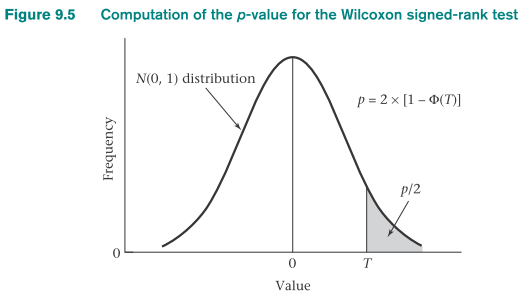 Figure 9.5 Computation of the p-value for the Wilcoxon signed-rank test
N(0, 1) distribution
p = 2 × [1 – Φ(T)]
Frequency
p/2
0
0
T
Value